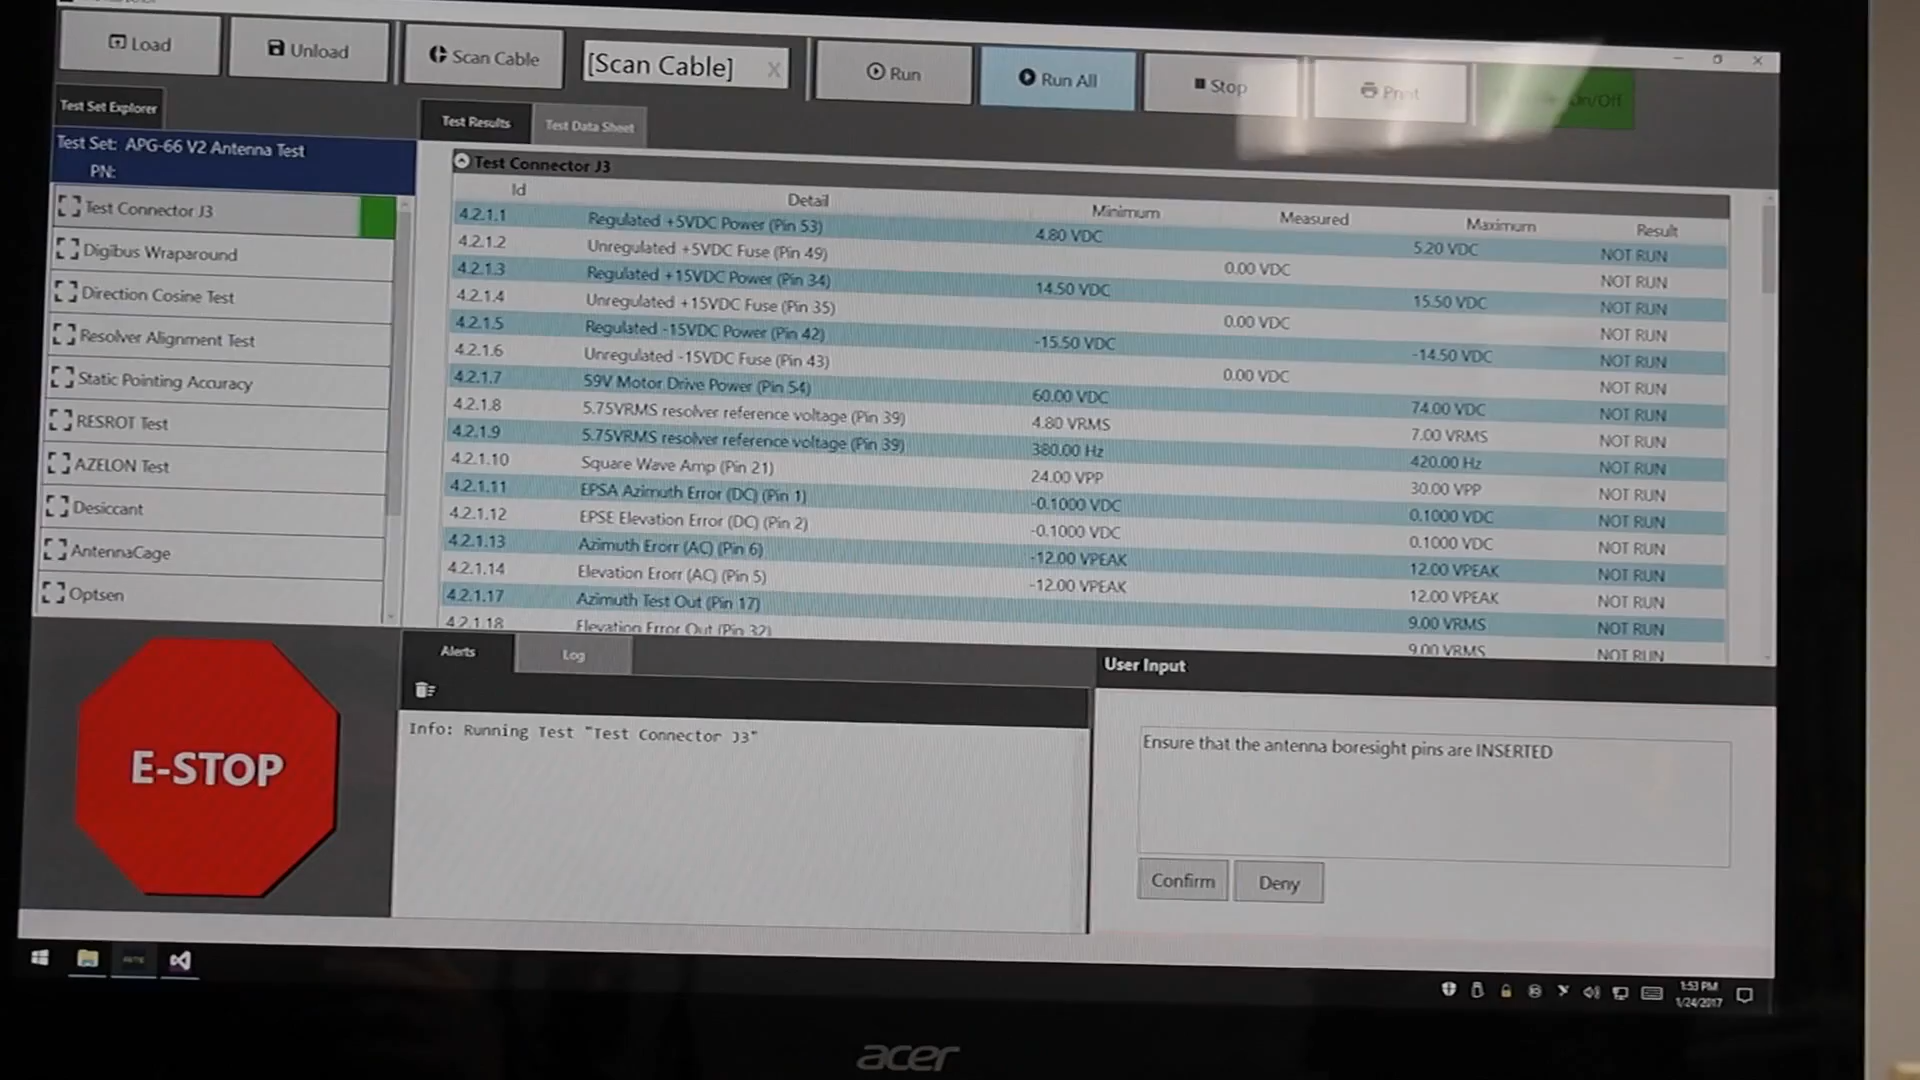 Load
Unload
Scan Cable
[Scan Cable] X
Run
Run All
Stop
Print
On/Off
Test Set Explorer
Test Set: APG-66 V2 Antenna Test
PN:
Test Connector J3
Digibus Wraparound
Direction Cosine Test
Resolver Alignment Test
Static Pointing Accuracy
RESROT Test
AZELON Test
Desiccant
AntennaCage
Optsen
E-STOP
Test Results
Test Data Sheet
Test Connector J3
Id Detail Minimum Measured Maximum Result
4.2.1.1 Regulated +5VDC Power (Pin 53) 4.80 VDC 5.20 VDC NOT RUN
4.2.1.2 Unregulated +5VDC Fuse (Pin 49) 0.00 VDC NOT RUN
4.2.1.3 Regulated +15VDC Power (Pin 34) 14.50 VDC 15.50 VDC NOT RUN
4.2.1.4 Unregulated +15VDC Fuse (Pin 35) 0.00 VDC NOT RUN
4.2.1.5 Regulated -15VDC Power (Pin 42) -15.50 VDC -14.50 VDC NOT RUN
4.2.1.6 Unregulated -15VDC Fuse (Pin 43) 0.00 VDC NOT RUN
4.2.1.7 59V Motor Drive Power (Pin 54) 60.00 VDC 74.00 VDC NOT RUN
4.2.1.8 5.75VRMS resolver reference voltage (Pin 39) 4.80 VRMS 7.00 VRMS NOT RUN
4.2.1.9 5.75VRMS resolver reference voltage (Pin 39) 380.00 Hz 420.00 Hz NOT RUN
4.2.1.10 Square Wave Amp (Pin 21) 24.00 VPP 30.00 VPP NOT RUN
4.2.1.11 EPSA Azimuth Error (DC) (Pin 1) -0.1000 VDC 0.1000 VDC NOT RUN
4.2.1.12 EPSE Elevation Error (DC) (Pin 2) -0.1000 VDC 0.1000 VDC NOT RUN
4.2.1.13 Azimuth Erorr (AC) (Pin 6) -12.00 VPEAK 12.00 VPEAK NOT RUN
4.2.1.14 Elevation Erorr (AC) (Pin 5) -12.00 VPEAK 12.00 VPEAK NOT RUN
4.2.1.17 Azimuth Test Out (Pin 17) 9.00 VRMS NOT RUN
4.2.1.18 Elevation Error Out (Pin 32) 9.00 VRMS NOT RUN
Alerts
Log
Info: Running Test "Test Connector J3"
User Input
Ensure that the antenna boresight pins are INSERTED
Confirm
Deny
1:53 PM
1/24/2017
acer